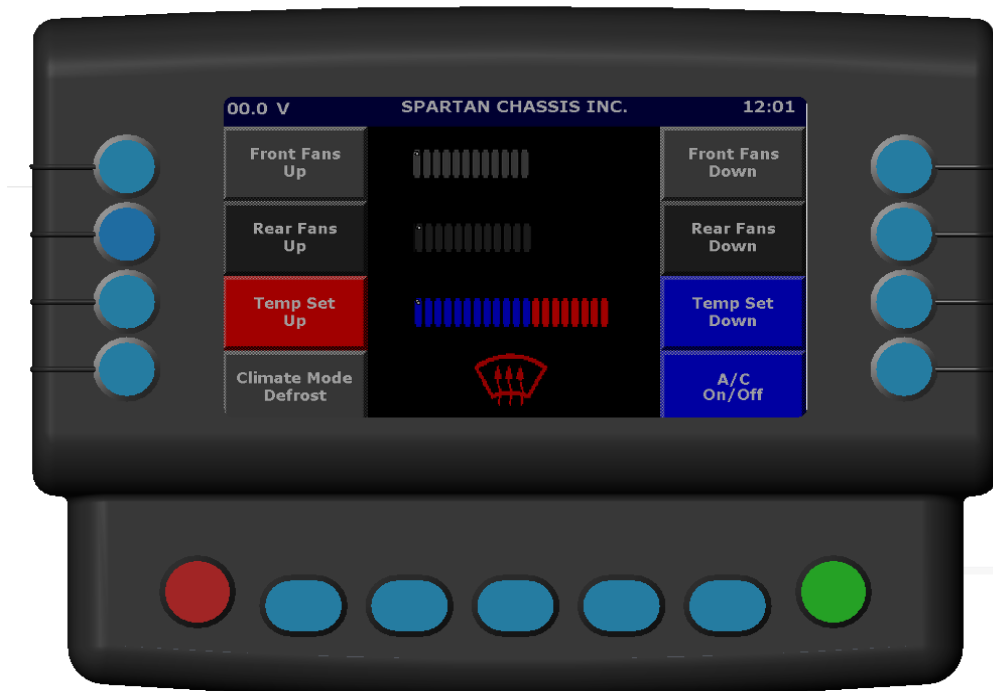 00.0 V SPARTAN CHASSIS INC. 12:01
Front Fans
Up
Front Fans
Down
Rear Fans
Up
Rear Fans
Down
Temp Set
Up
Temp Set
Down
Climate Mode
Defrost
A/C
On/Off